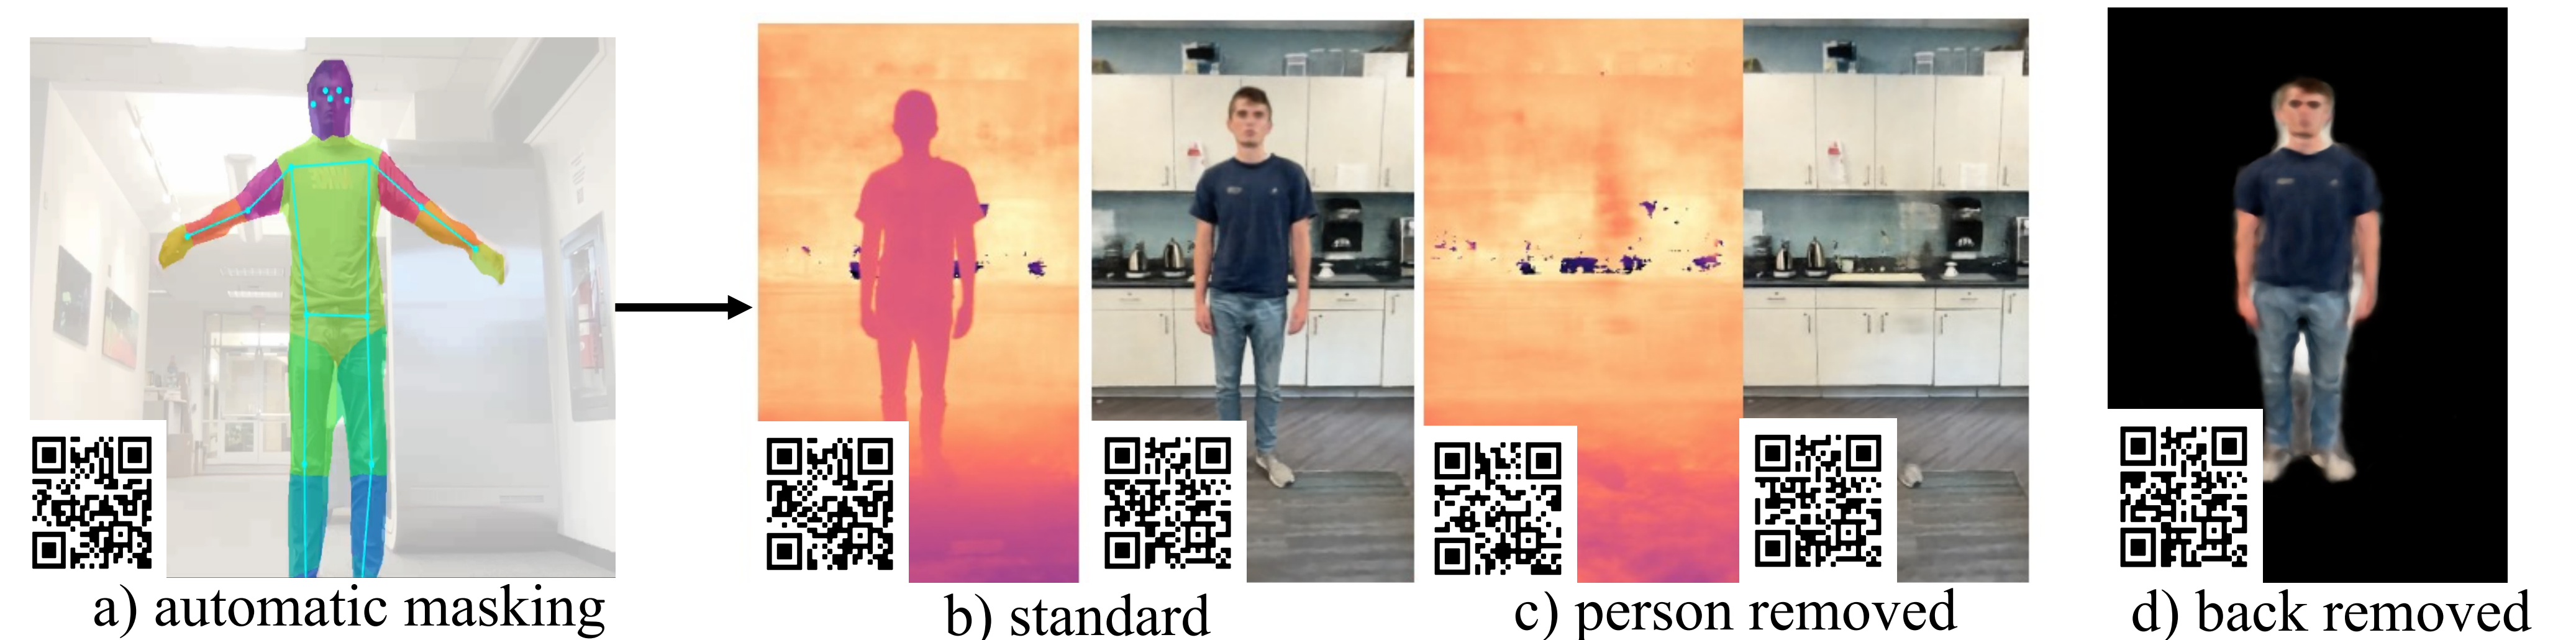 a) automatic masking
b) standard
c) person removed
d) back removed